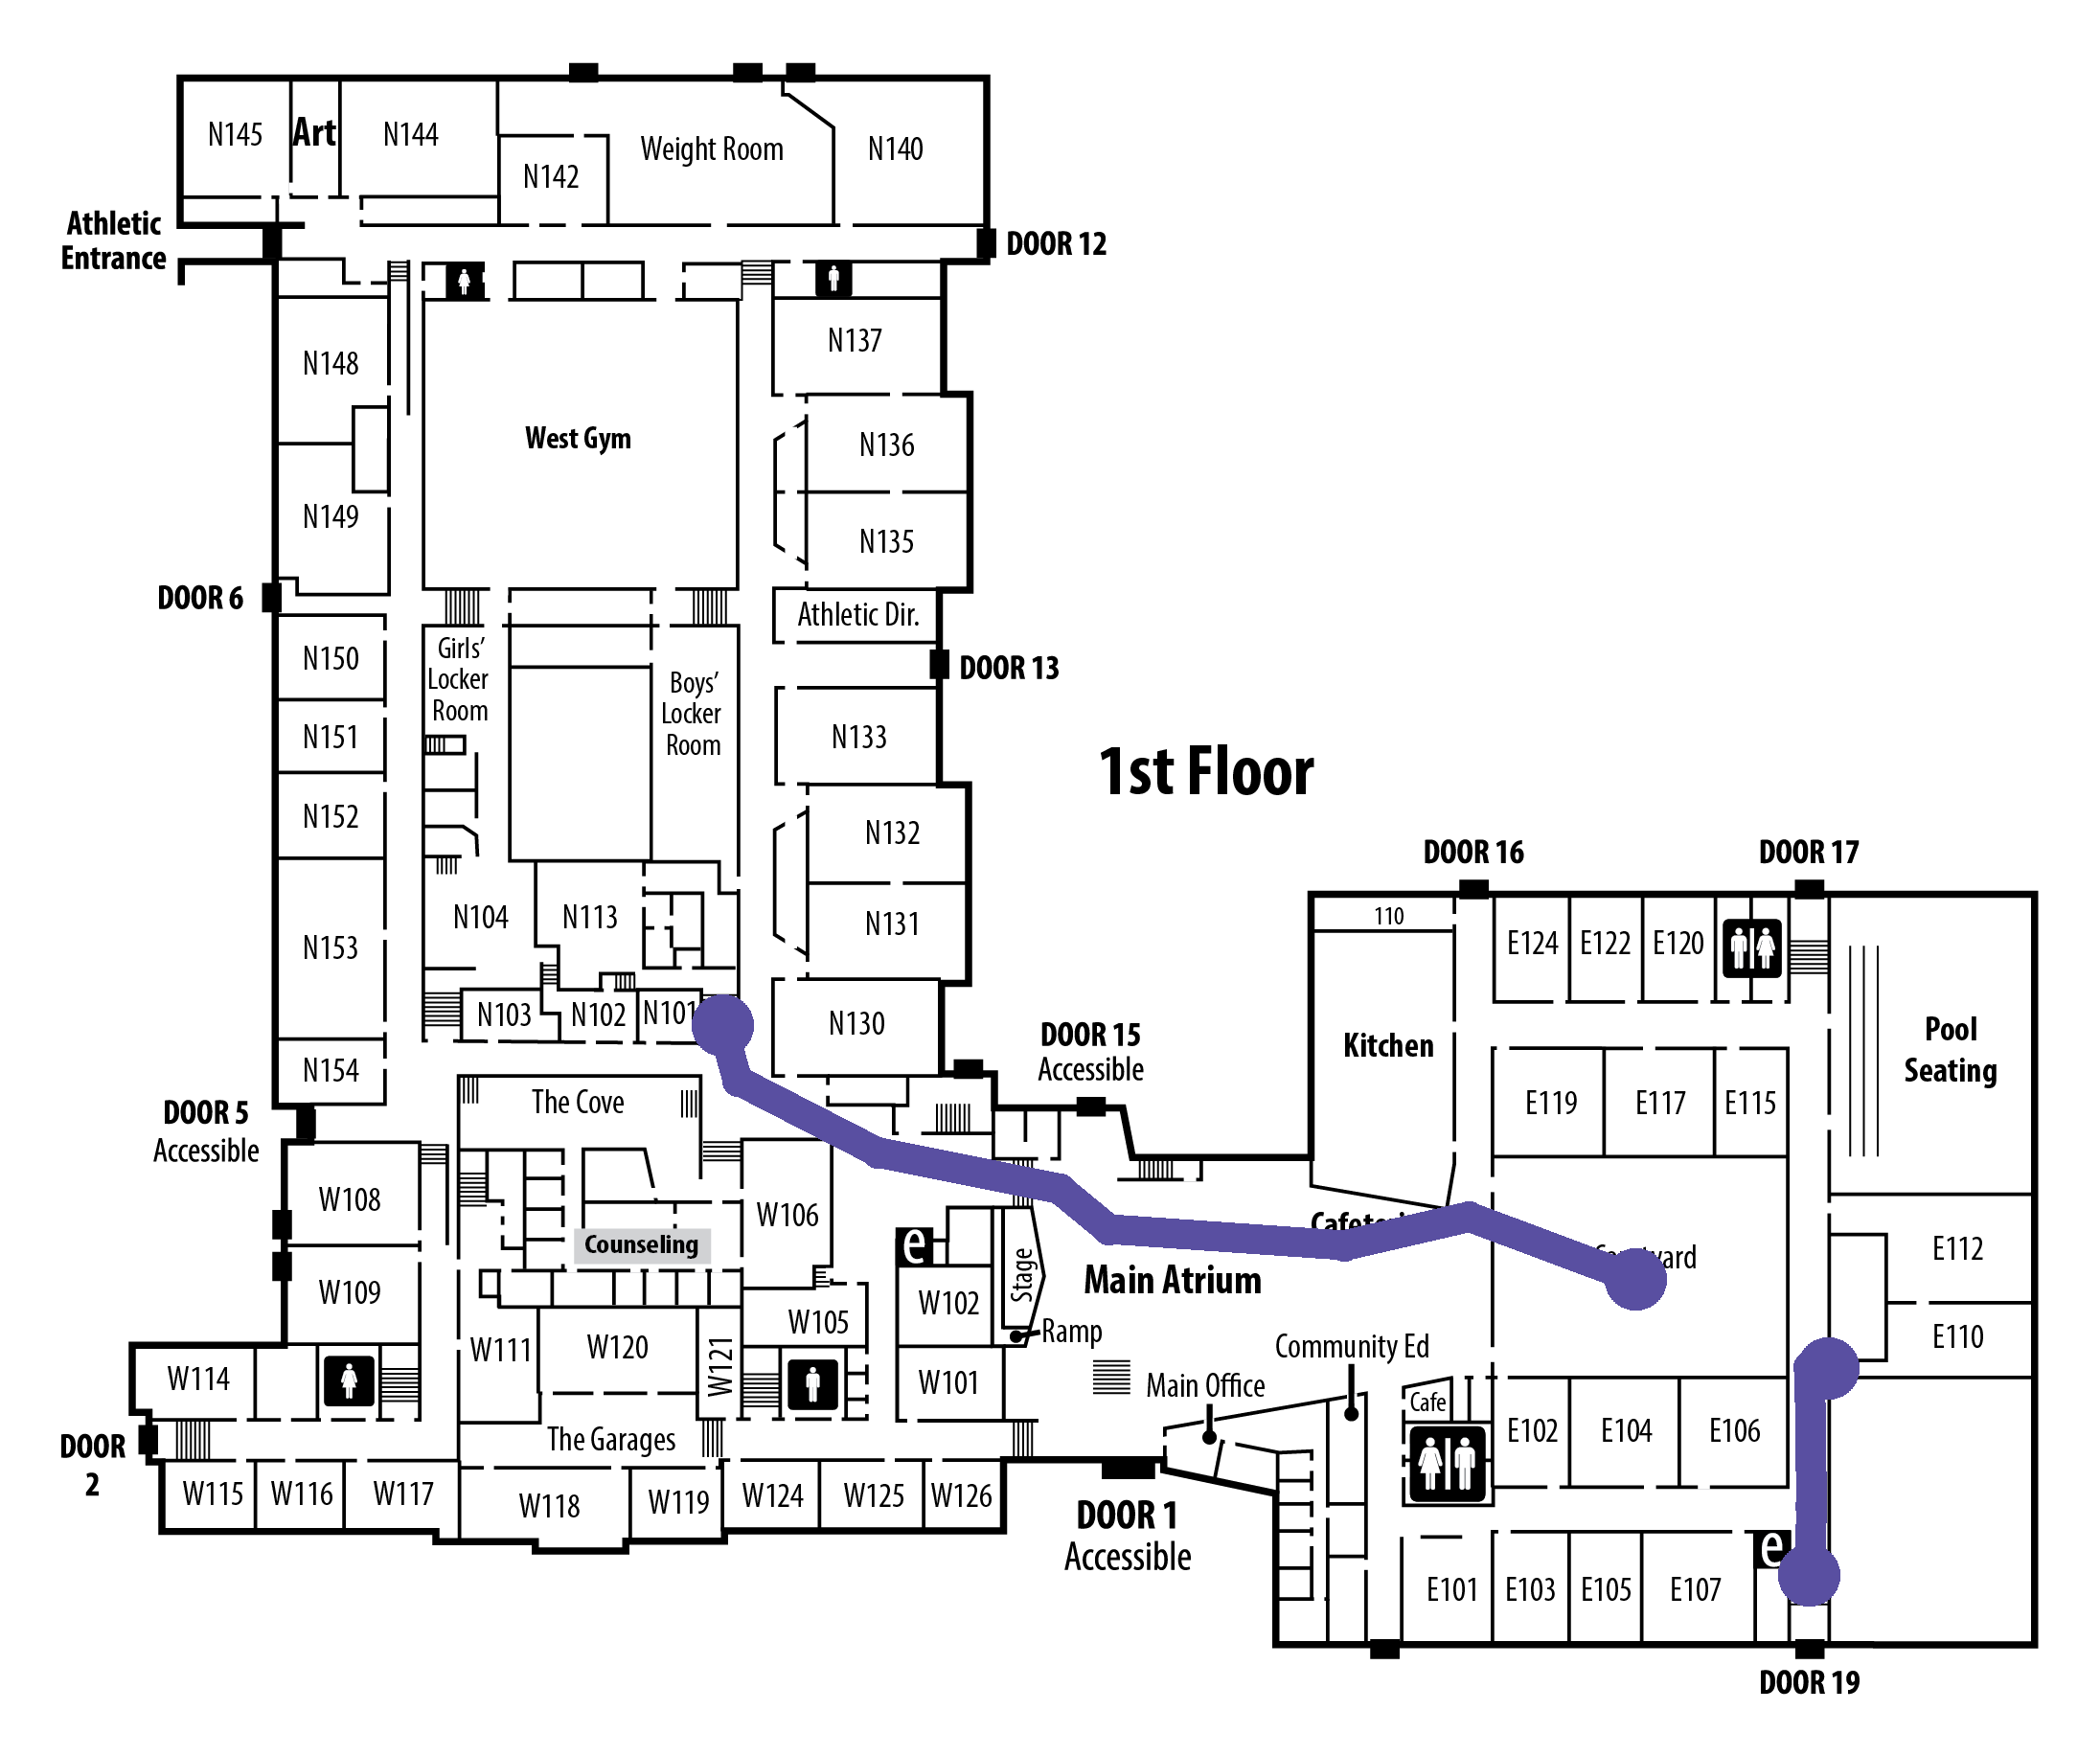 N145
Art
N144
N142
Weight Room
N140
Athletic
Entrance
DOOR 12
N148
N137
West Gym
N136
N149
N135
DOOR 6
Athletic Dir.
N150
Girls’
Locker
Room
Boys’
Locker
Room
DOOR 13
N151
N133
1st Floor
N152
N132
DOOR 16
DOOR 17
N153
N104
N113
N131
110
E124
E122
E120
N103
N102
N101
N130
DOOR 15
Accessible
Kitchen
Pool
Seating
N154
The Cove
E119
E117
E115
DOOR 5
Accessible
W108
W106
Counseling
e
Stage
Main Atrium
E112
W109
W102
W105
Ramp
E110
W111
W120
W121
Community Ed
W114
W101
Main Office
Cafe
E102
E104
E106
DOOR
2
The Garages
W115
W116
W117
W118
W119
W124
W125
W126
DOOR 1
Accessible
e
E101
E103
E105
E107
DOOR 19